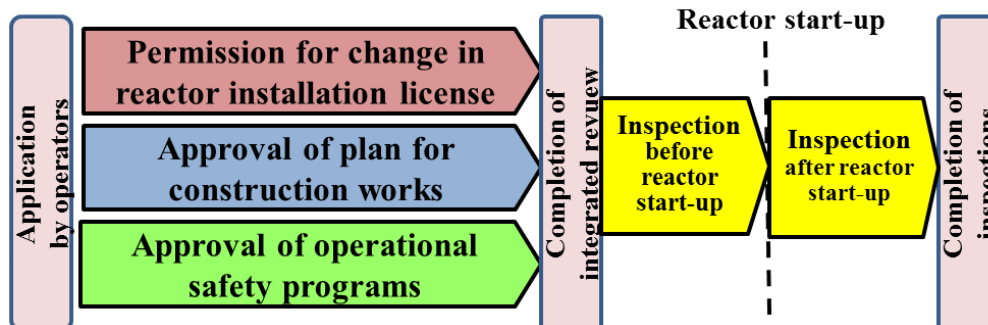 Reactor start-up
Application
by operators
Permission for change in
reactor installation license
Approval of plan for
construction works
Approval of operational
safety programs
Completion of
integrated revuew
Inspection
before
reactor
start-up
Inspection
after reactor
start-up
Completion of
inspections